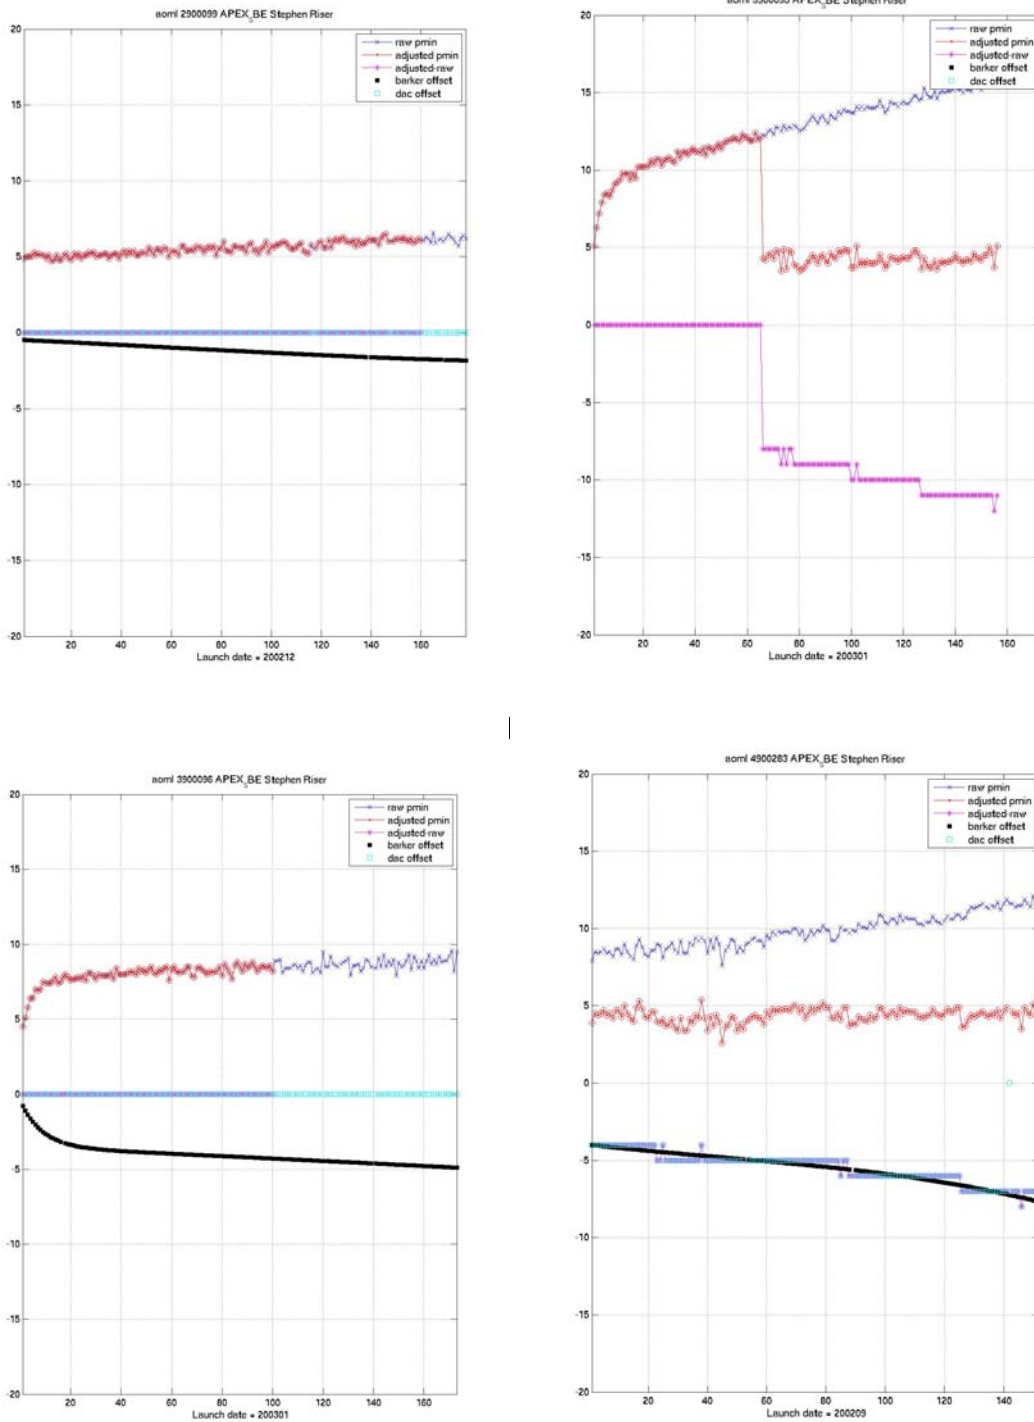 aoml 2900099 APEX_SBE Stephen Riser
20
15
10
5
0
-5
-10
-15
-20
raw pmin
adjusted pmin
adjusted-raw
barker offset
dac offset
20 40 60 80 100 120 140 160
Launch date = 200212
APEX_SBE Stephen Riser
20
15
10
5
0
-5
-10
-15
-20
raw pmin
adjusted pmin
adjusted-raw
barker offset
dac offset
20 40 60 80 100 120 140 160
Launch date = 200301
aoml 3900096 APEX_SBE Stephen Riser
20
15
10
5
0
-5
-10
-15
-20
raw pmin
adjusted pmin
adjusted-raw
barker offset
dac offset
20 40 60 80 100 120 140 160
Launch date = 200301
aoml 4900283 APEX_SBE Stephen Riser
20
15
10
5
0
-5
-10
-15
-20
raw pmin
adjusted pmin
adjusted-raw
barker offset
dac offset
20 40 60 80 100 120 140
Launch date = 200209